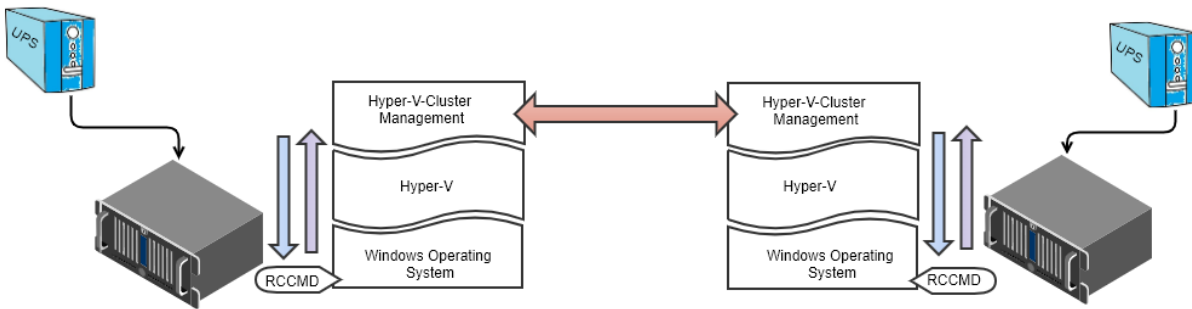 UPS
UPS
Hyper-V-Cluster
Management
Hyper-V-Cluster
Management
Hyper-V
Hyper-V
Windows Operating
System
Windows Operating
System
RCCMD
RCCMD